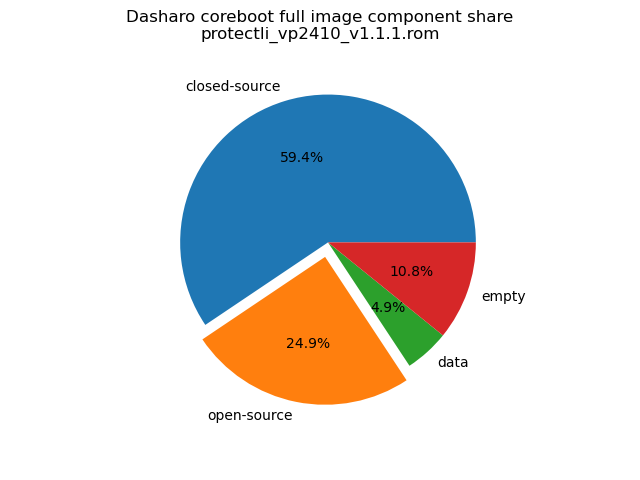 Dasharo coreboot full image component share
protectli_vp2410_v1.1.1.rom
closed-source
59.4%
10.8%
empty
4.9%
data
24.9%
open-source